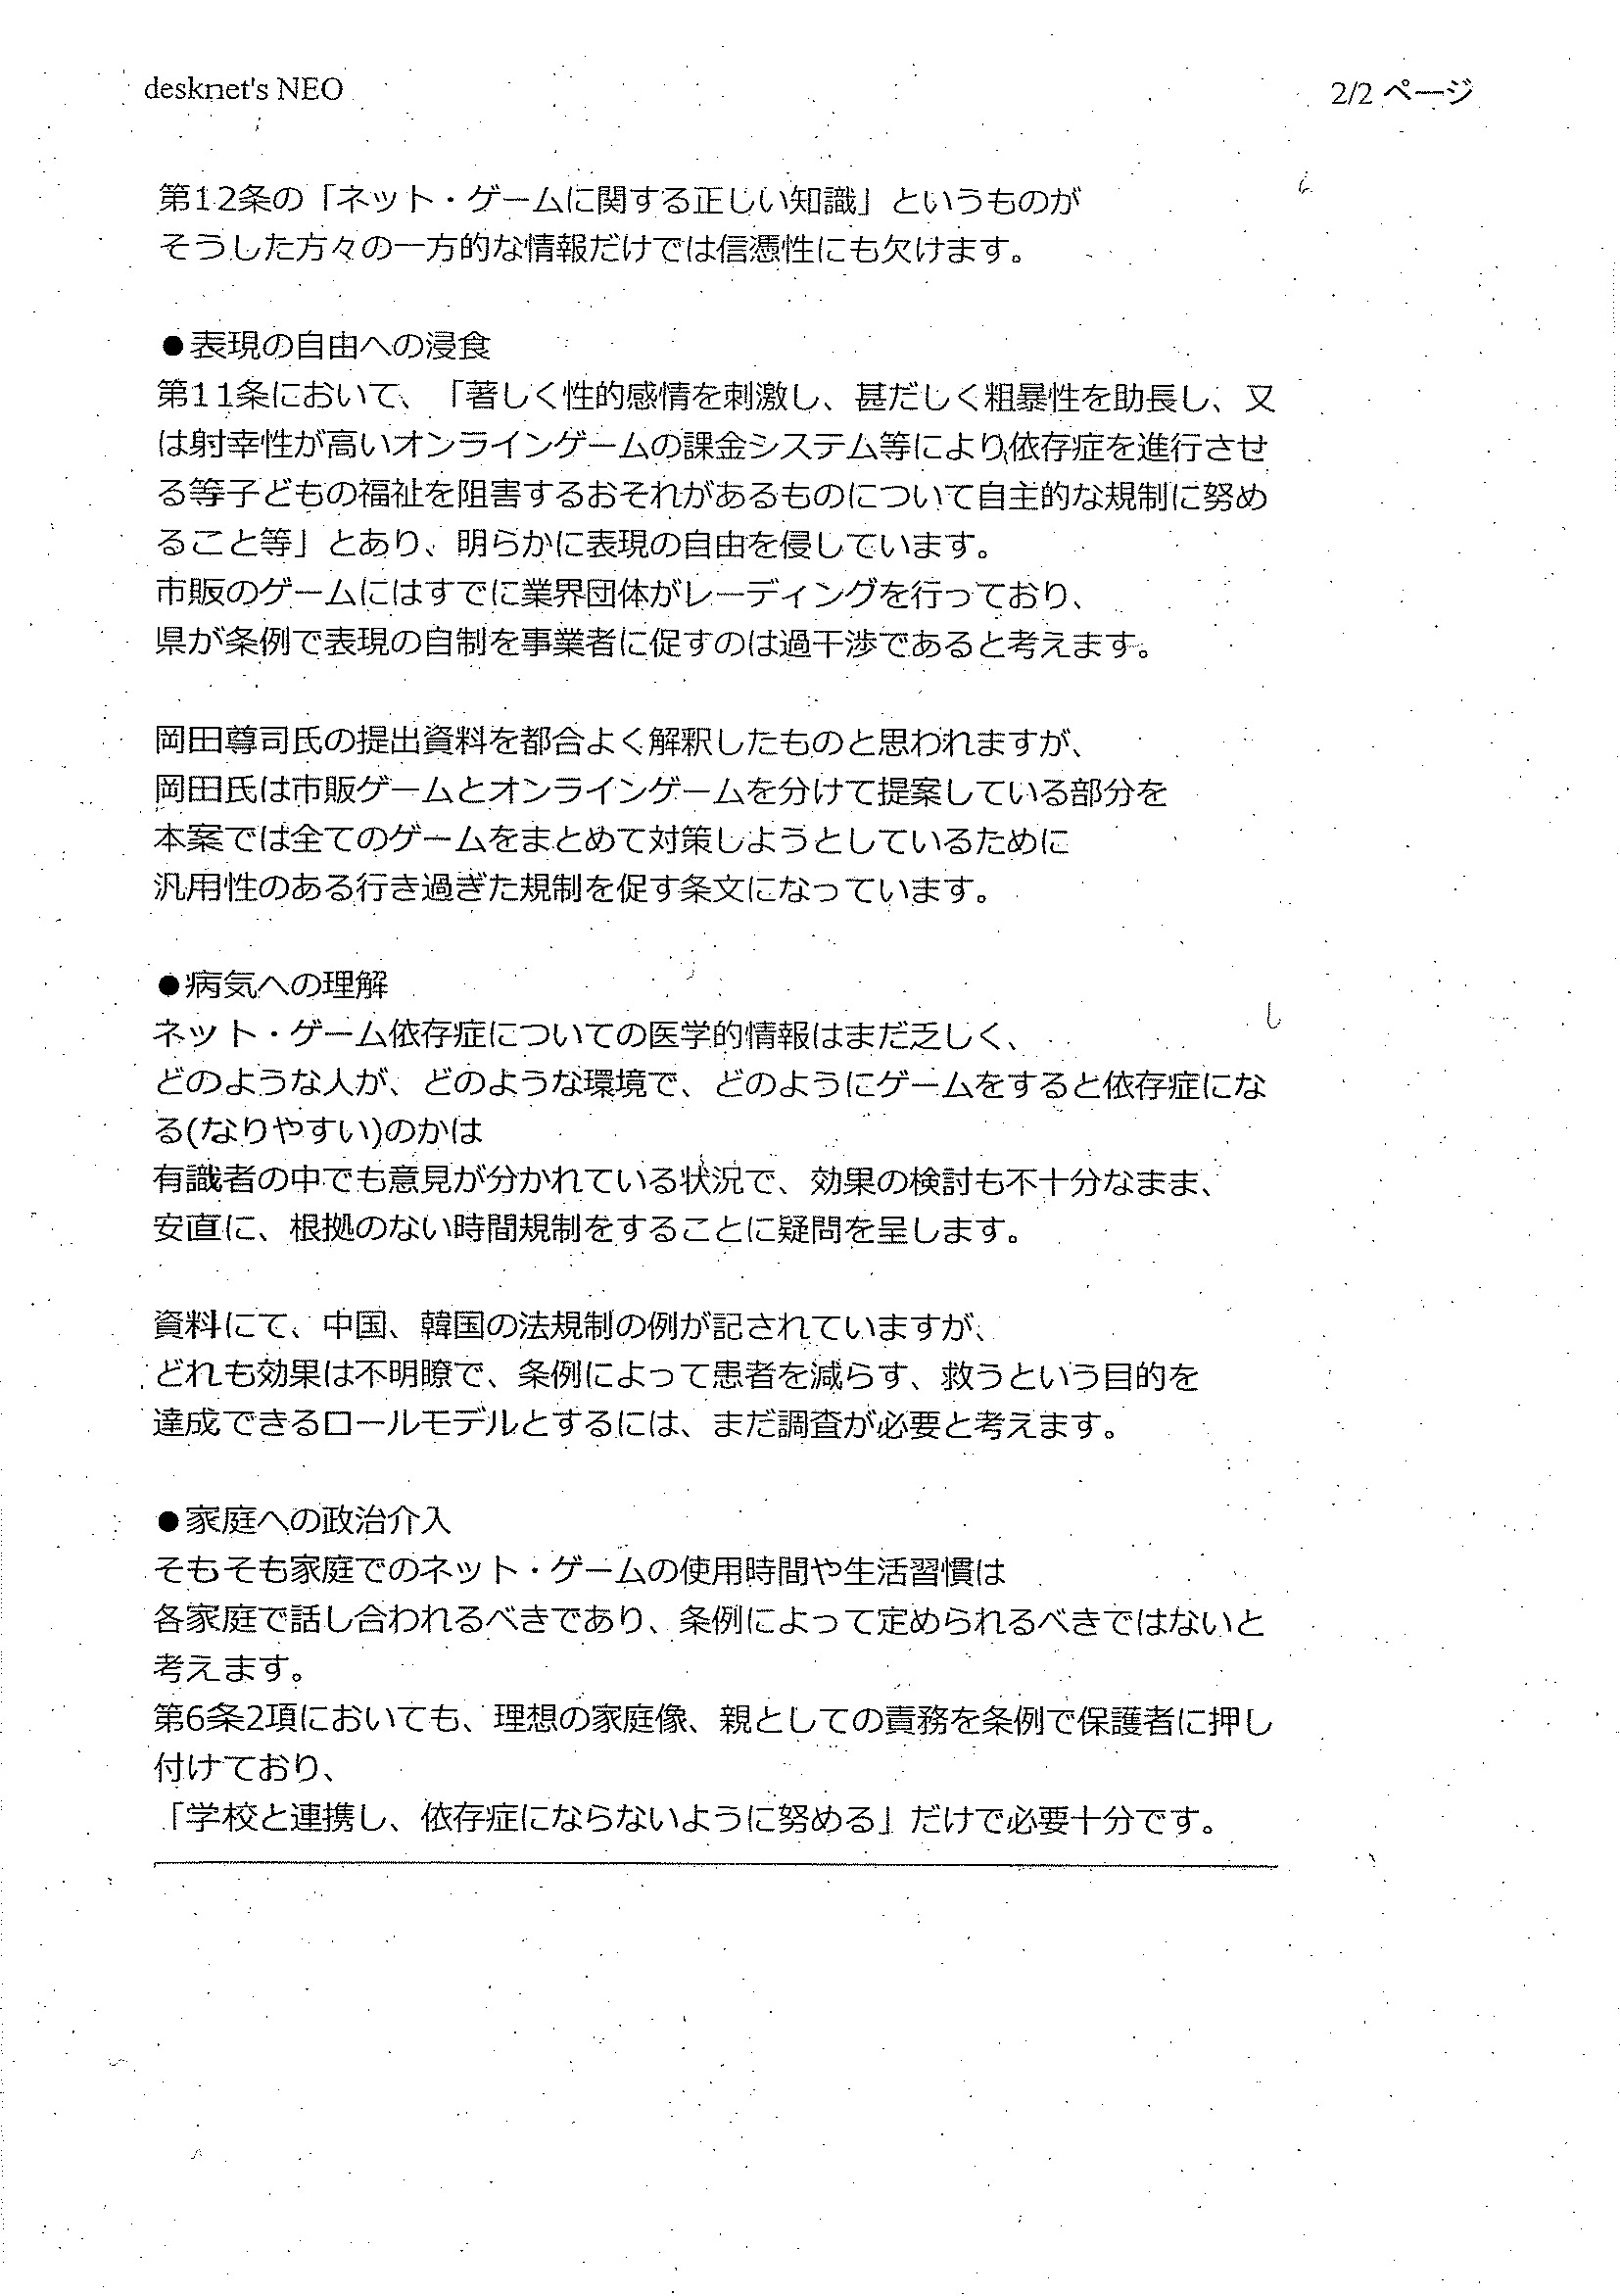 desknet's NEO
2/2 ページ
第12条の「ネット・ゲームに関する正しい知識」というものが
そうした方々の一方的な情報だけでは信憑性にも欠けます。
●表現の自由への浸食
第11条において、「著しく性的感情を刺激し、甚だしく粗暴性を助長し、又
は射幸性が高いオンラインゲームの課金システム等により依存症を進行させ
る等子どもの福祉を阻害するおそれがあるものについて自主的な規制に努め
ること等」とあり、明らかに表現の自由を侵しています。
市販のゲームにはすでに業界団体がレーディングを行っており、
県が条例で表現の自制を事業者に促すのは過干渉であると考えます。
岡田尊司氏の提出資料を都合よく解釈したものと思われますが、
岡田氏は市販ゲームとオンラインゲームを分けて提案している部分を
本案では全てのゲームをまとめて対策しようとしているために
汎用性のある行き過ぎた規制を促す条文になっています。
●病気への理解
ネット・ゲーム依存症についての医学的情報はまだ乏しく、
どのような人が、どのような環境で、どのようにゲームをすると依存症にな
る(なりやすい)のかは
有識者の中でも意見が分かれている状況で、効果の検討も不十分なまま、
安直に、根拠のない時間規制をすることに疑問を呈します。
資料にて、中国、韓国の法規制の例が記されていますが、
どれも効果は不明瞭で、条例によって患者を減らす、救うという目的を
達成できるロールモデルとするには、まだ調査が必要と考えます。
●家庭への政治介入
そもそも家庭でのネット・ゲームの使用時間や生活習慣は
各家庭で話し合われるべきであり、条例によって定められるべきではないと
考えます。
第6条2項においても、理想の家庭像、親としての責務を条例で保護者に押し
付けており、
「学校と連携し、依存症にならないように努める」だけで必要十分です。